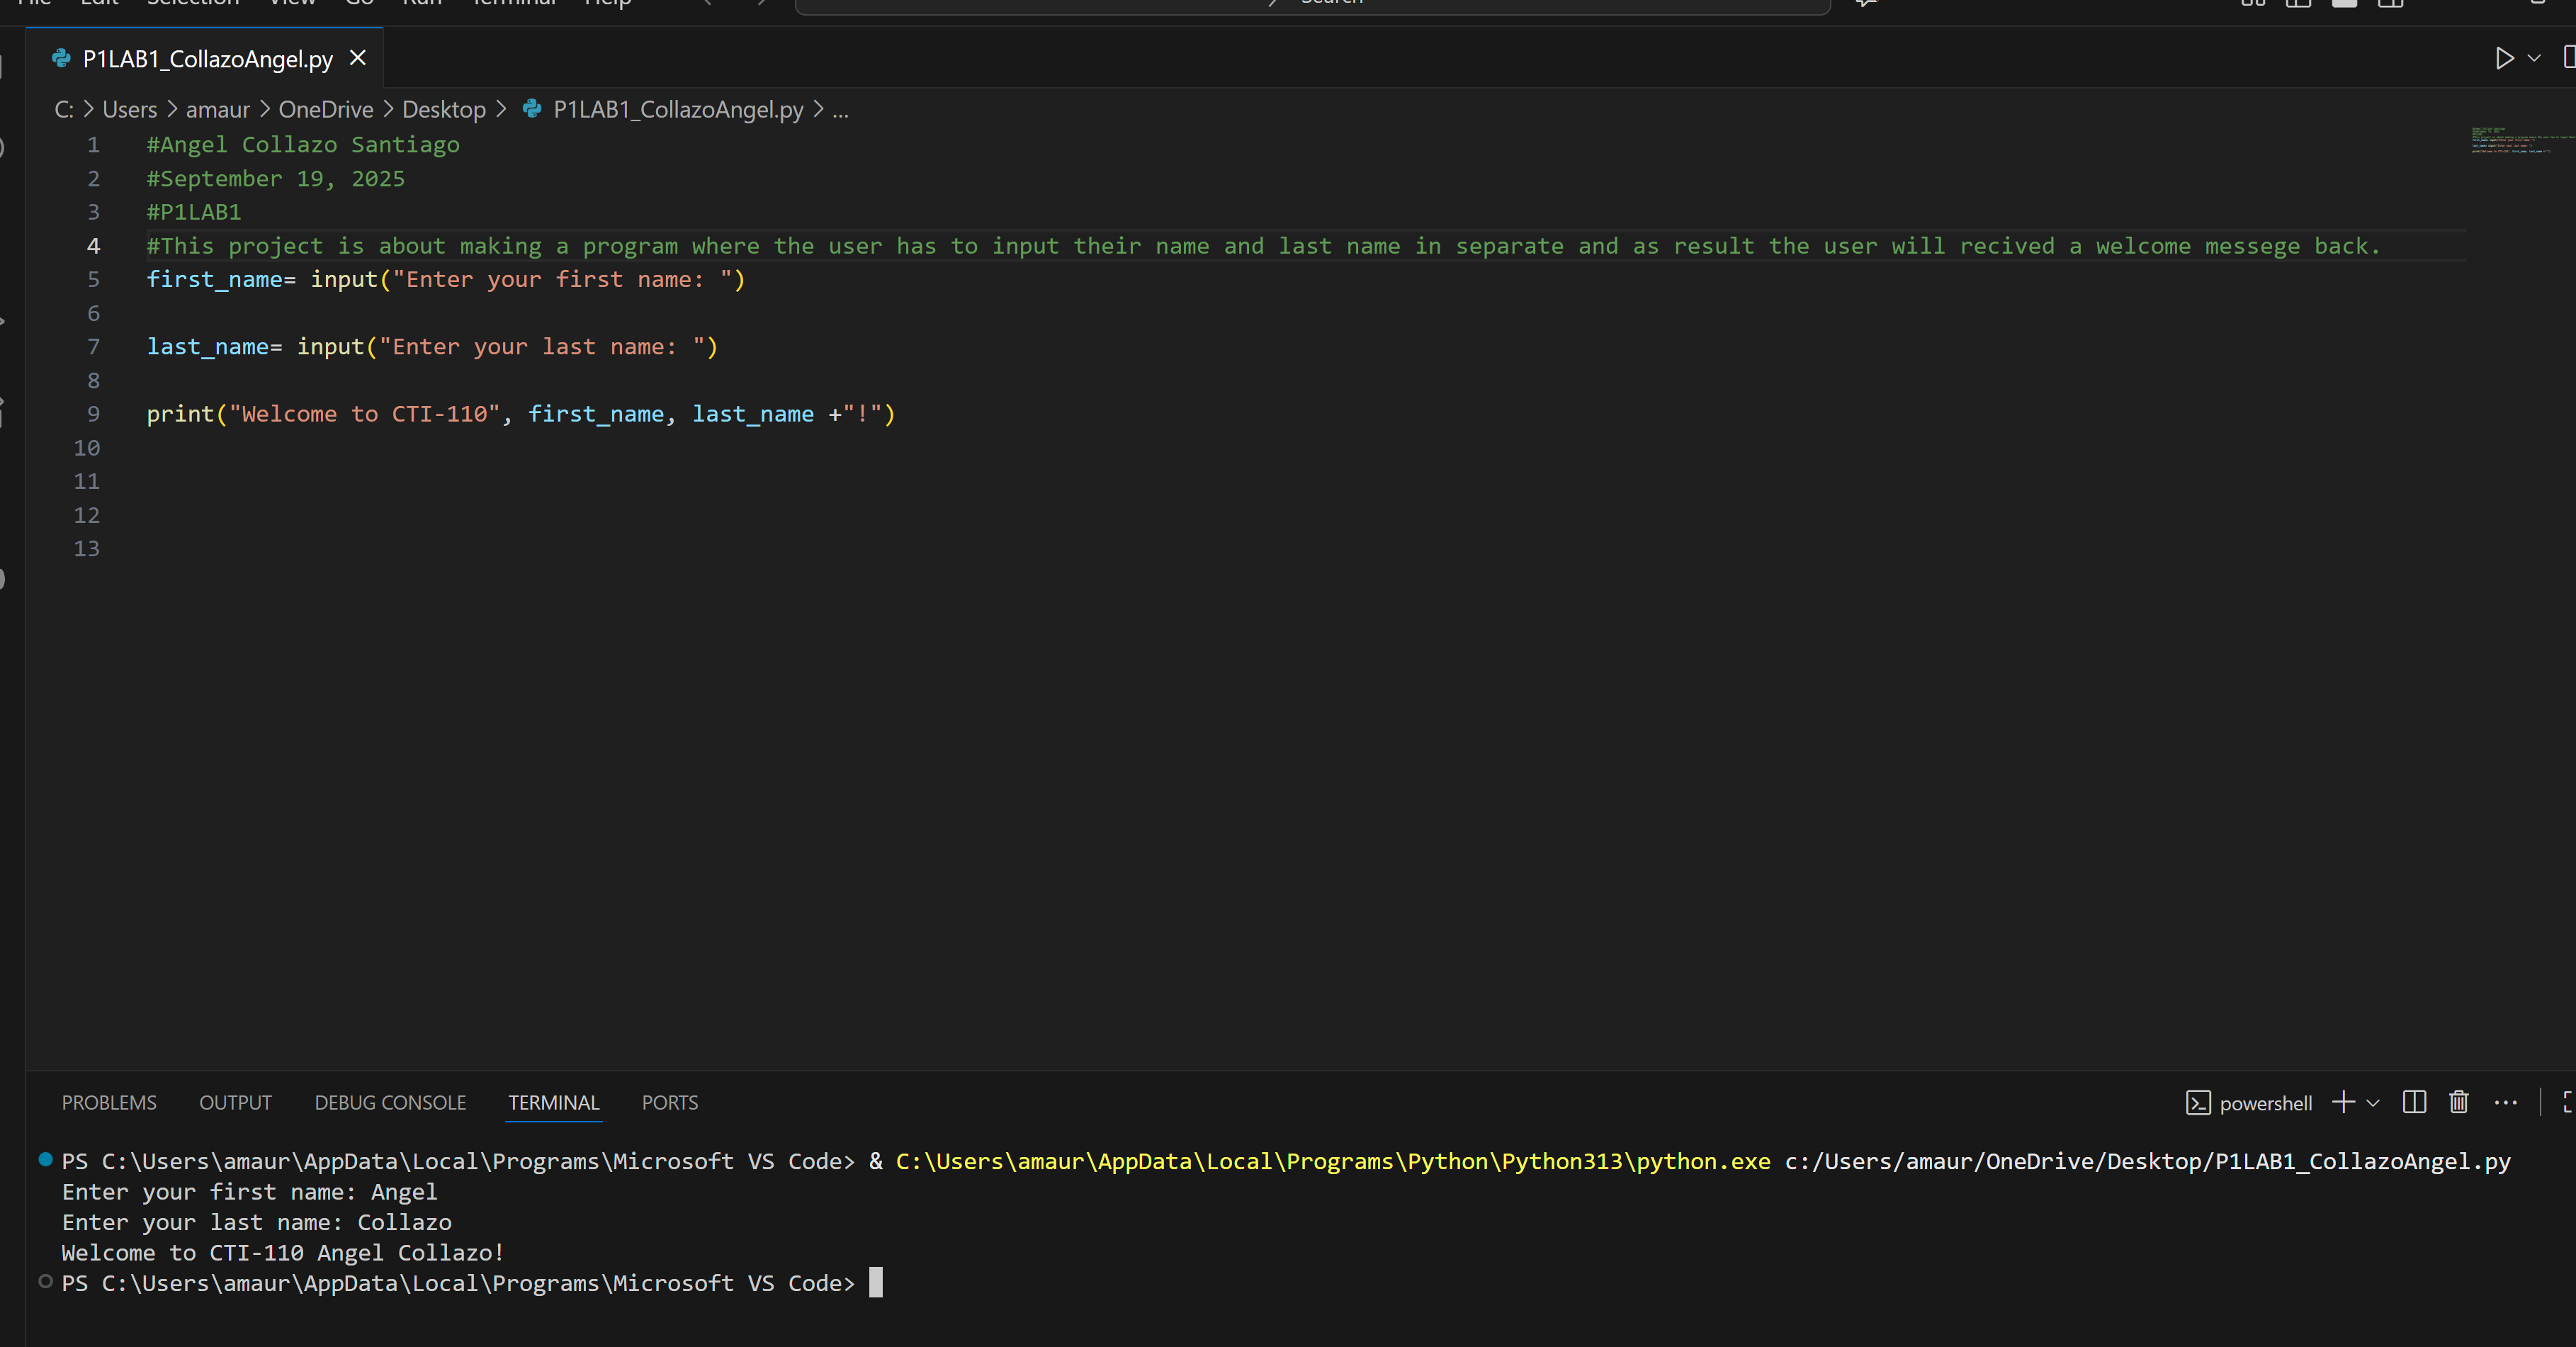 File Edit Selection View Go Run Terminal Help Search
P1LAB1_CollazoAngel.py
C: > Users > amaur > OneDrive > Desktop > P1LAB1_CollazoAngel.py > ...
1 #Angel Collazo Santiago
2 #September 19, 2025
3 #P1LAB1
4 #This project is about making a program where the user has to input their name and last name in separate and as result the user will recived a welcome messege back.
5 first_name= input("Enter your first name: ")
6
7 last_name= input("Enter your last name: ")
8
9 print("Welcome to CTI-110", first_name, last_name +"!")
10
11
12
13
PROBLEMS OUTPUT DEBUG CONSOLE TERMINAL PORTS powershell
PS C:\Users\amaur\AppData\Local\Programs\Microsoft VS Code> & C:\Users\amaur\AppData\Local\Programs\Python\Python313\python.exe c:/Users/amaur/OneDrive/Desktop/P1LAB1_CollazoAngel.py
Enter your first name: Angel
Enter your last name: Collazo
Welcome to CTI-110 Angel Collazo!
PS C:\Users\amaur\AppData\Local\Programs\Microsoft VS Code>